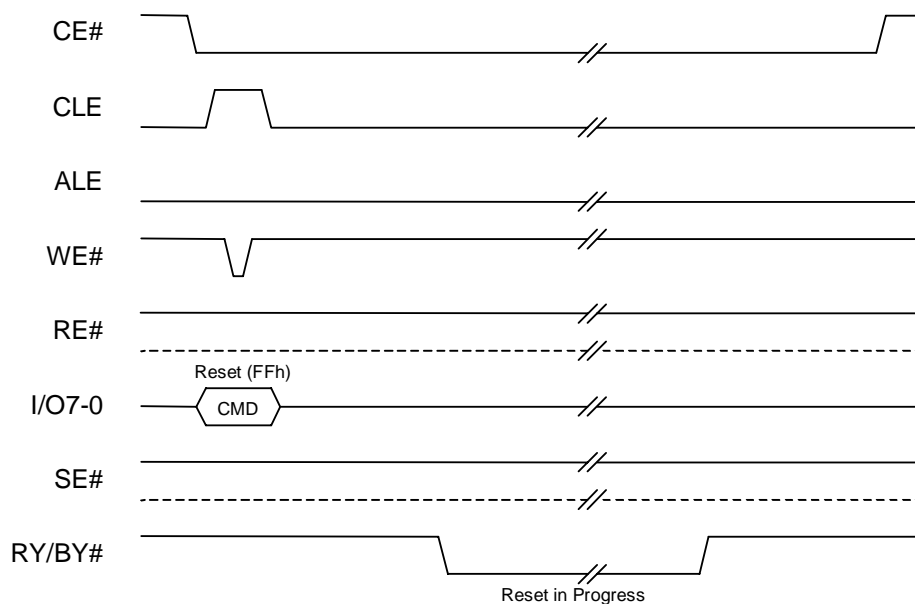 CE#
CLE
ALE
WE#
RE#
Reset (FFh)
I/O7-0
CMD
SE#
RY/BY#
Reset in Progress